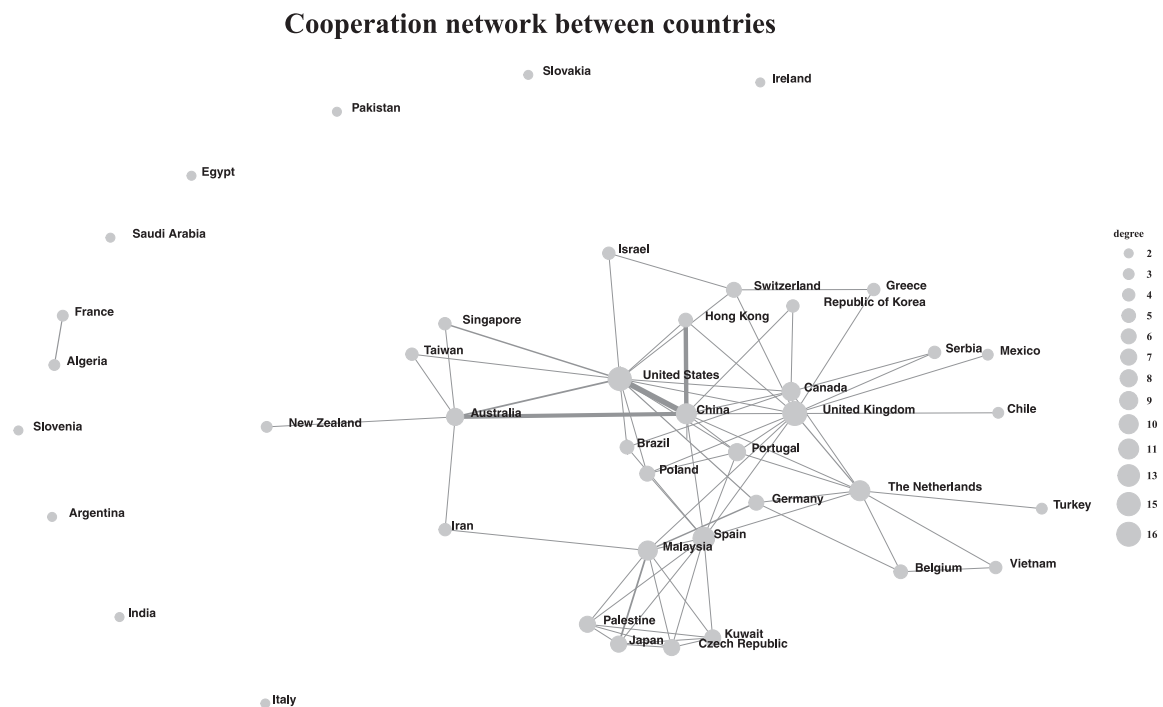 Cooperation network between countries
Slovakia
Ireland
Pakistan
Egypt
Saudi Arabia
degree
Israel
2
3
Switzerland
Greece
4
Republic of Korea
France
Hong Kong
5
Singapore
6
Taiwan
Serbia
Mexico
7
Algeria
United States
8
Canada
9
China
United Kingdom
Chile
Australia
10
New Zealand
Slovenia
Brazil
Portugal
11
Poland
13
The Netherlands
Germany
15
Turkey
Argentina
Iran
Spain
16
Malaysia
Belgium
Vietnam
India
Palestine
Kuwait
Japan
Czech Republic
Italy